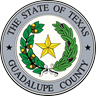 THE STATE OF TEXAS
GUADALUPE COUNTY